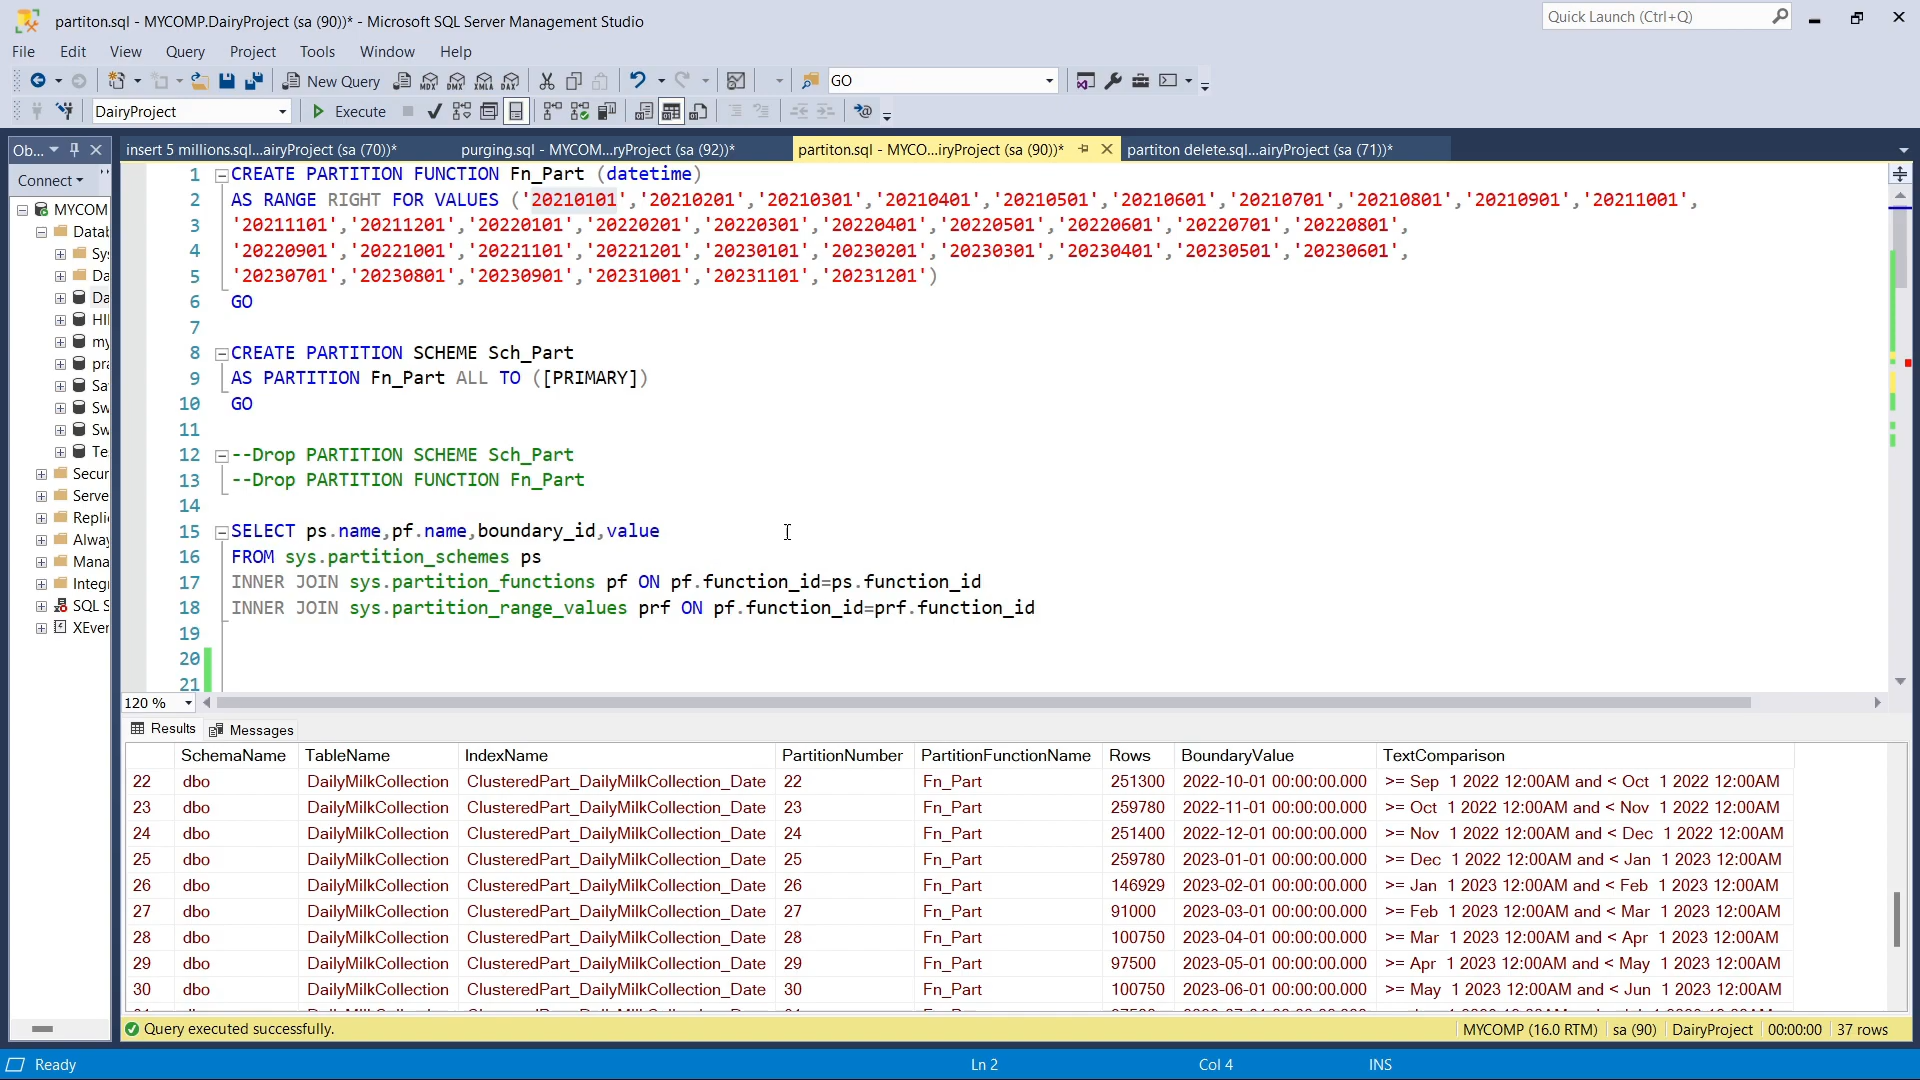 partiton.sql - MYCOMP.DairyProject (sa (90))* - Microsoft SQL Server Management Studio
Quick Launch (Ctrl+Q)
File Edit View Query Project Tools Window Help
New Query MDX DMX XMLA DAX GO
DairyProject Execute
Ob... insert 5 millions.sql...airyProject (sa (70))* purging.sql - MYCOM...ryProject (sa (92))* partiton.sql - MYCO...iryProject (sa (90))* partiton delete.sql...airyProject (sa (71))*
Connect
MYCOM
Datab
Sys
Da
Da
HI
my
pra
Sa
Sw
Sw
Te
Secur
Serve
Replic
Alway
Mana
Integr
SQL S
XEver
1 CREATE PARTITION FUNCTION Fn_Part (datetime)
2 AS RANGE RIGHT FOR VALUES ('20210101','20210201','20210301','20210401','20210501','20210601','20210701','20210801','20210901','20211001',
3 '20211101','20211201','20220101','20220201','20220301','20220401','20220501','20220601','20220701','20220801',
4 '20220901','20221001','20221101','20221201','20230101','20230201','20230301','20230401','20230501','20230601',
5 '20230701','20230801','20230901','20231001','20231101','20231201')
6 GO
7
8 CREATE PARTITION SCHEME Sch_Part
9 AS PARTITION Fn_Part ALL TO ([PRIMARY])
10 GO
11
12 --Drop PARTITION SCHEME Sch_Part
13 --Drop PARTITION FUNCTION Fn_Part
14
15 SELECT ps.name,pf.name,boundary_id,value
16 FROM sys.partition_schemes ps
17 INNER JOIN sys.partition_functions pf ON pf.function_id=ps.function_id
18 INNER JOIN sys.partition_range_values prf ON pf.function_id=prf.function_id
19
20
21
120 %
Results Messages
SchemaName TableName IndexName PartitionNumber PartitionFunctionName Rows BoundaryValue TextComparison
22 dbo DailyMilkCollection ClusteredPart_DailyMilkCollection_Date 22 Fn_Part 251300 2022-10-01 00:00:00.000 >= Sep 1 2022 12:00AM and < Oct 1 2022 12:00AM
23 dbo DailyMilkCollection ClusteredPart_DailyMilkCollection_Date 23 Fn_Part 259780 2022-11-01 00:00:00.000 >= Oct 1 2022 12:00AM and < Nov 1 2022 12:00AM
24 dbo DailyMilkCollection ClusteredPart_DailyMilkCollection_Date 24 Fn_Part 251400 2022-12-01 00:00:00.000 >= Nov 1 2022 12:00AM and < Dec 1 2022 12:00AM
25 dbo DailyMilkCollection ClusteredPart_DailyMilkCollection_Date 25 Fn_Part 259780 2023-01-01 00:00:00.000 >= Dec 1 2022 12:00AM and < Jan 1 2023 12:00AM
26 dbo DailyMilkCollection ClusteredPart_DailyMilkCollection_Date 26 Fn_Part 146929 2023-02-01 00:00:00.000 >= Jan 1 2023 12:00AM and < Feb 1 2023 12:00AM
27 dbo DailyMilkCollection ClusteredPart_DailyMilkCollection_Date 27 Fn_Part 91000 2023-03-01 00:00:00.000 >= Feb 1 2023 12:00AM and < Mar 1 2023 12:00AM
28 dbo DailyMilkCollection ClusteredPart_DailyMilkCollection_Date 28 Fn_Part 100750 2023-04-01 00:00:00.000 >= Mar 1 2023 12:00AM and < Apr 1 2023 12:00AM
29 dbo DailyMilkCollection ClusteredPart_DailyMilkCollection_Date 29 Fn_Part 97500 2023-05-01 00:00:00.000 >= Apr 1 2023 12:00AM and < May 1 2023 12:00AM
30 dbo DailyMilkCollection ClusteredPart_DailyMilkCollection_Date 30 Fn_Part 100750 2023-06-01 00:00:00.000 >= May 1 2023 12:00AM and < Jun 1 2023 12:00AM
Query executed successfully. MYCOMP (16.0 RTM) sa (90) DairyProject 00:00:00 37 rows
Ready Ln 2 Col 4 INS